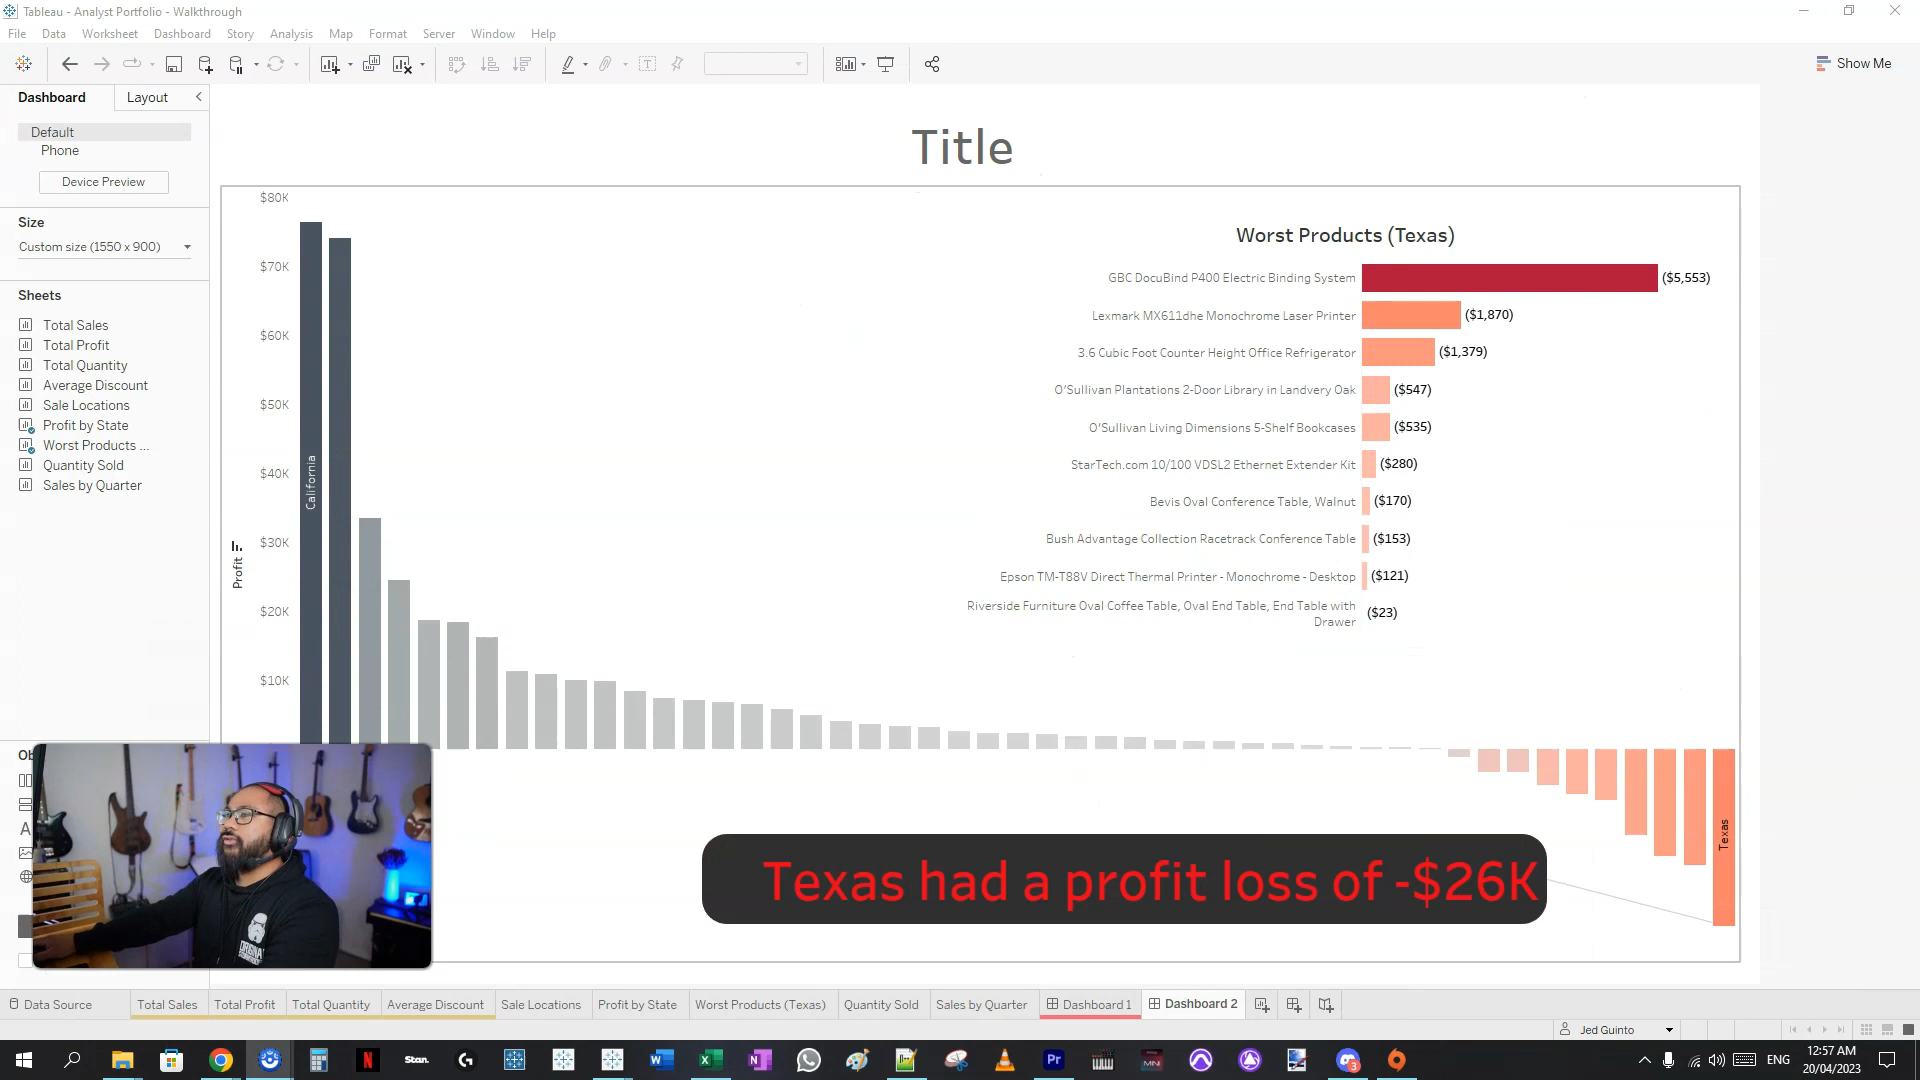 Tableau - Analyst Portfolio - Walkthrough
File Data Worksheet Dashboard Story Analysis Map Format Server Window Help
Show Me
Dashboard Layout
Default
Phone
Device Preview
Size
Custom size (1550 x 900)
Sheets
Total Sales
Total Profit
Total Quantity
Average Discount
Sale Locations
Profit by State
Worst Products ...
Quantity Sold
Sales by Quarter
Ob
Title
$80K
$70K
$60K
$50K
$40K
$30K
$20K
$10K
Profit
California
Texas
Worst Products (Texas)
GBC DocuBind P400 Electric Binding System ($5,553)
Lexmark MX611dhe Monochrome Laser Printer ($1,870)
3.6 Cubic Foot Counter Height Office Refrigerator ($1,379)
O'Sullivan Plantations 2-Door Library in Landvery Oak ($547)
O'Sullivan Living Dimensions 5-Shelf Bookcases ($535)
StarTech.com 10/100 VDSL2 Ethernet Extender Kit ($280)
Bevis Oval Conference Table, Walnut ($170)
Bush Advantage Collection Racetrack Conference Table ($153)
Epson TM-T88V Direct Thermal Printer - Monochrome - Desktop ($121)
Riverside Furniture Oval Coffee Table, Oval End Table, End Table with
Drawer ($23)
Texas had a profit loss of -$26K
ORIGINAL
Data Source Total Sales Total Profit Total Quantity Average Discount Sale Locations Profit by State Worst Products (Texas) Quantity Sold Sales by Quarter Dashboard 1 Dashboard 2
Jed Guinto
Stan.
ENG
12:57 AM
20/04/2023